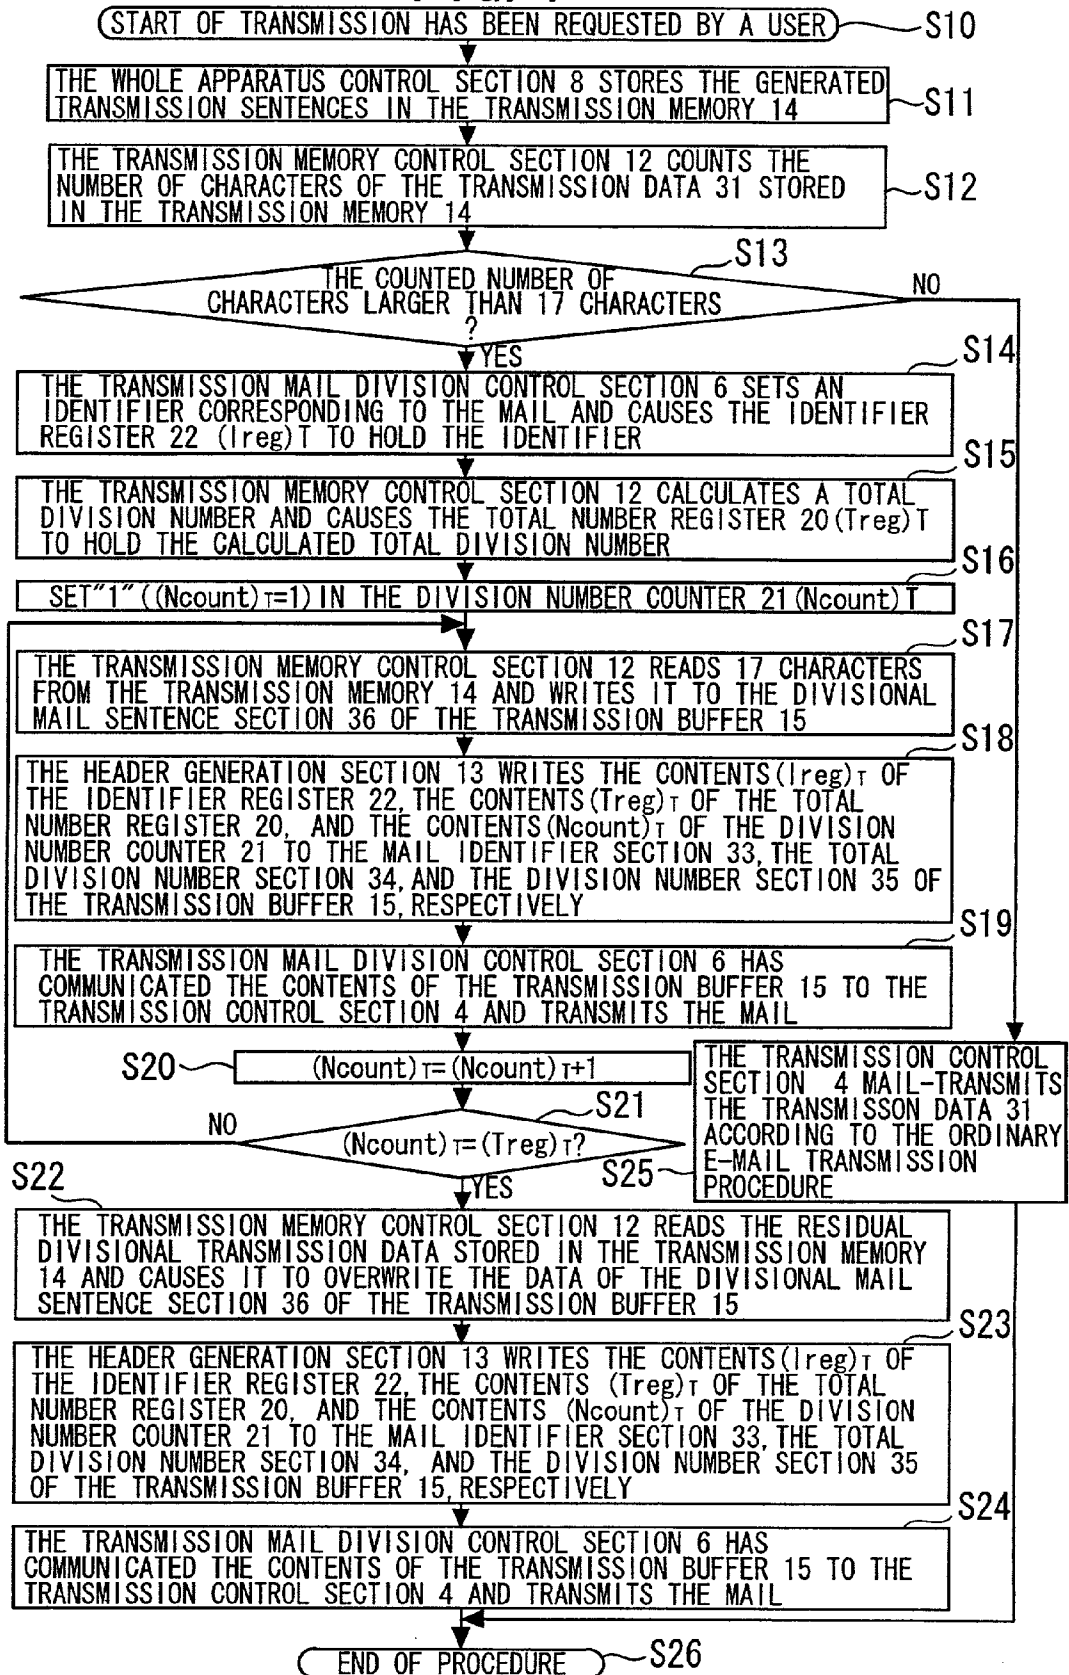 START OF TRANSMISSION HAS BEEN REQUESTED BY A USER
S10
THE WHOLE APPARATUS CONTROL SECTION 8 STORES THE GENERATED
TRANSMISSION SENTENCES IN THE TRANSMISSION MEMORY 14
S11
THE TRANSMISSION MEMORY CONTROL SECTION 12 COUNTS THE
NUMBER OF CHARACTERS OF THE TRANSMISSION DATA 31 STORED
IN THE TRANSMISSION MEMORY 14
S12
S13
THE COUNTED NUMBER OF
CHARACTERS LARGER THAN 17 CHARACTERS
?
NO
YES
S14
THE TRANSMISSION MAIL DIVISION CONTROL SECTION 6 SETS AN
IDENTIFIER CORRESPONDING TO THE MAIL AND CAUSES THE IDENTIFIER
REGISTER 22 (Ireg)T TO HOLD THE IDENTIFIER
S15
THE TRANSMISSION MEMORY CONTROL SECTION 12 CALCULATES A TOTAL
DIVISION NUMBER AND CAUSES THE TOTAL NUMBER REGISTER 20(Treg)T
TO HOLD THE CALCULATED TOTAL DIVISION NUMBER
S16
SET"1"((Ncount)T=1) IN THE DIVISION NUMBER COUNTER 21(Ncount)T
S17
THE TRANSMISSION MEMORY CONTROL SECTION 12 READS 17 CHARACTERS
FROM THE TRANSMISSION MEMORY 14 AND WRITES IT TO THE DIVISIONAL
MAIL SENTENCE SECTION 36 OF THE TRANSMISSION BUFFER 15
S18
THE HEADER GENERATION SECTION 13 WRITES THE CONTENTS(Ireg)T OF
THE IDENTIFIER REGISTER 22, THE CONTENTS(Treg)T OF THE TOTAL
NUMBER REGISTER 20, AND THE CONTENTS(Ncount)T OF THE DIVISION
NUMBER COUNTER 21 TO THE MAIL IDENTIFIER SECTION 33, THE TOTAL
DIVISION NUMBER SECTION 34, AND THE DIVISION NUMBER SECTION 35 OF
THE TRANSMISSION BUFFER 15, RESPECTIVELY
S19
THE TRANSMISSION MAIL DIVISION CONTROL SECTION 6 HAS
COMMUNICATED THE CONTENTS OF THE TRANSMISSION BUFFER 15 TO THE
TRANSMISSION CONTROL SECTION 4 AND TRANSMITS THE MAIL
S20
(Ncount)T=(Ncount)T+1
S21
NO
(Ncount)T=(Treg)T?
YES
THE TRANSMISSION CONTROL
SECTION 4 MAIL-TRANSMITS
THE TRANSMISSON DATA 31
ACCORDING TO THE ORDINARY
E-MAIL TRANSMISSION
PROCEDURE
S25
S22
THE TRANSMISSION MEMORY CONTROL SECTION 12 READS THE RESIDUAL
DIVISIONAL TRANSMISSION DATA STORED IN THE TRANSMISSION MEMORY
14 AND CAUSES IT TO OVERWRITE THE DATA OF THE DIVISIONAL MAIL
SENTENCE SECTION 36 OF THE TRANSMISSION BUFFER 15
S23
THE HEADER GENERATION SECTION 13 WRITES THE CONTENTS(Ireg)T OF
THE IDENTIFIER REGISTER 22, THE CONTENTS (Treg)T OF THE TOTAL
NUMBER REGISTER 20, AND THE CONTENTS (Ncount)T OF THE DIVISION
NUMBER COUNTER 21 TO THE MAIL IDENTIFIER SECTION 33, THE TOTAL
DIVISION NUMBER SECTION 34, AND THE DIVISION NUMBER SECTION 35
OF THE TRANSMISSION BUFFER 15, RESPECTIVELY
S24
THE TRANSMISSION MAIL DIVISION CONTROL SECTION 6 HAS
COMMUNICATED THE CONTENTS OF THE TRANSMISSION BUFFER 15 TO THE
TRANSMISSION CONTROL SECTION 4 AND TRANSMITS THE MAIL
END OF PROCEDURE
S26